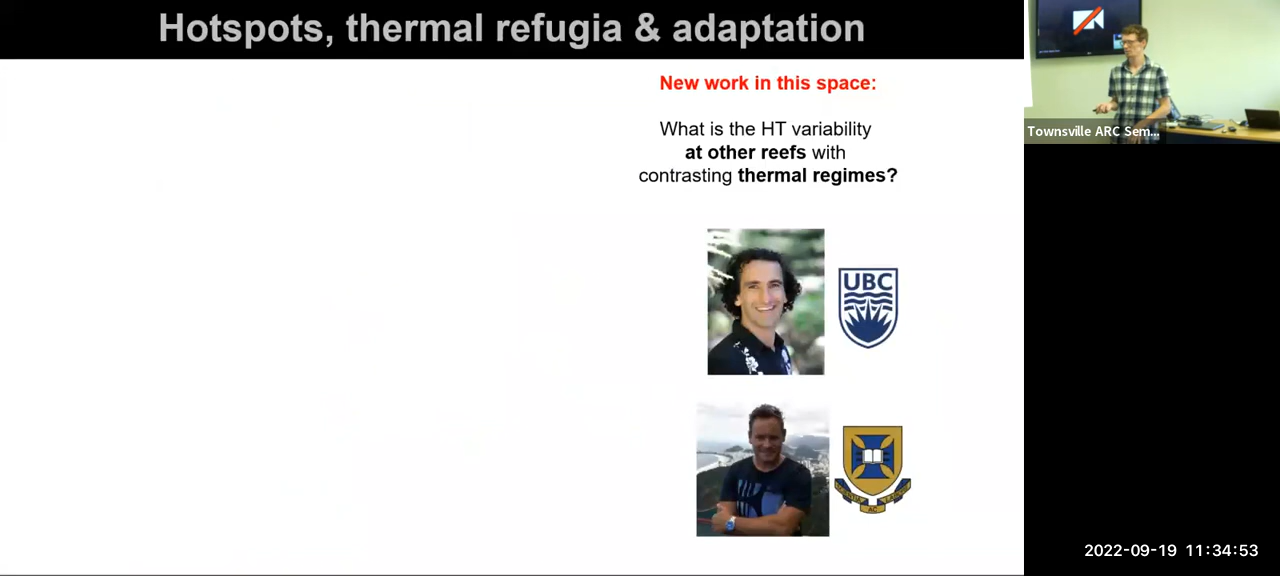 Hotspots, thermal refugia & adaptation
New work in this space:
What is the HT variability
at other reefs with
contrasting thermal regimes?
UBC
AC
Townsville ARC Sem...
2022-09-19 11:34:53